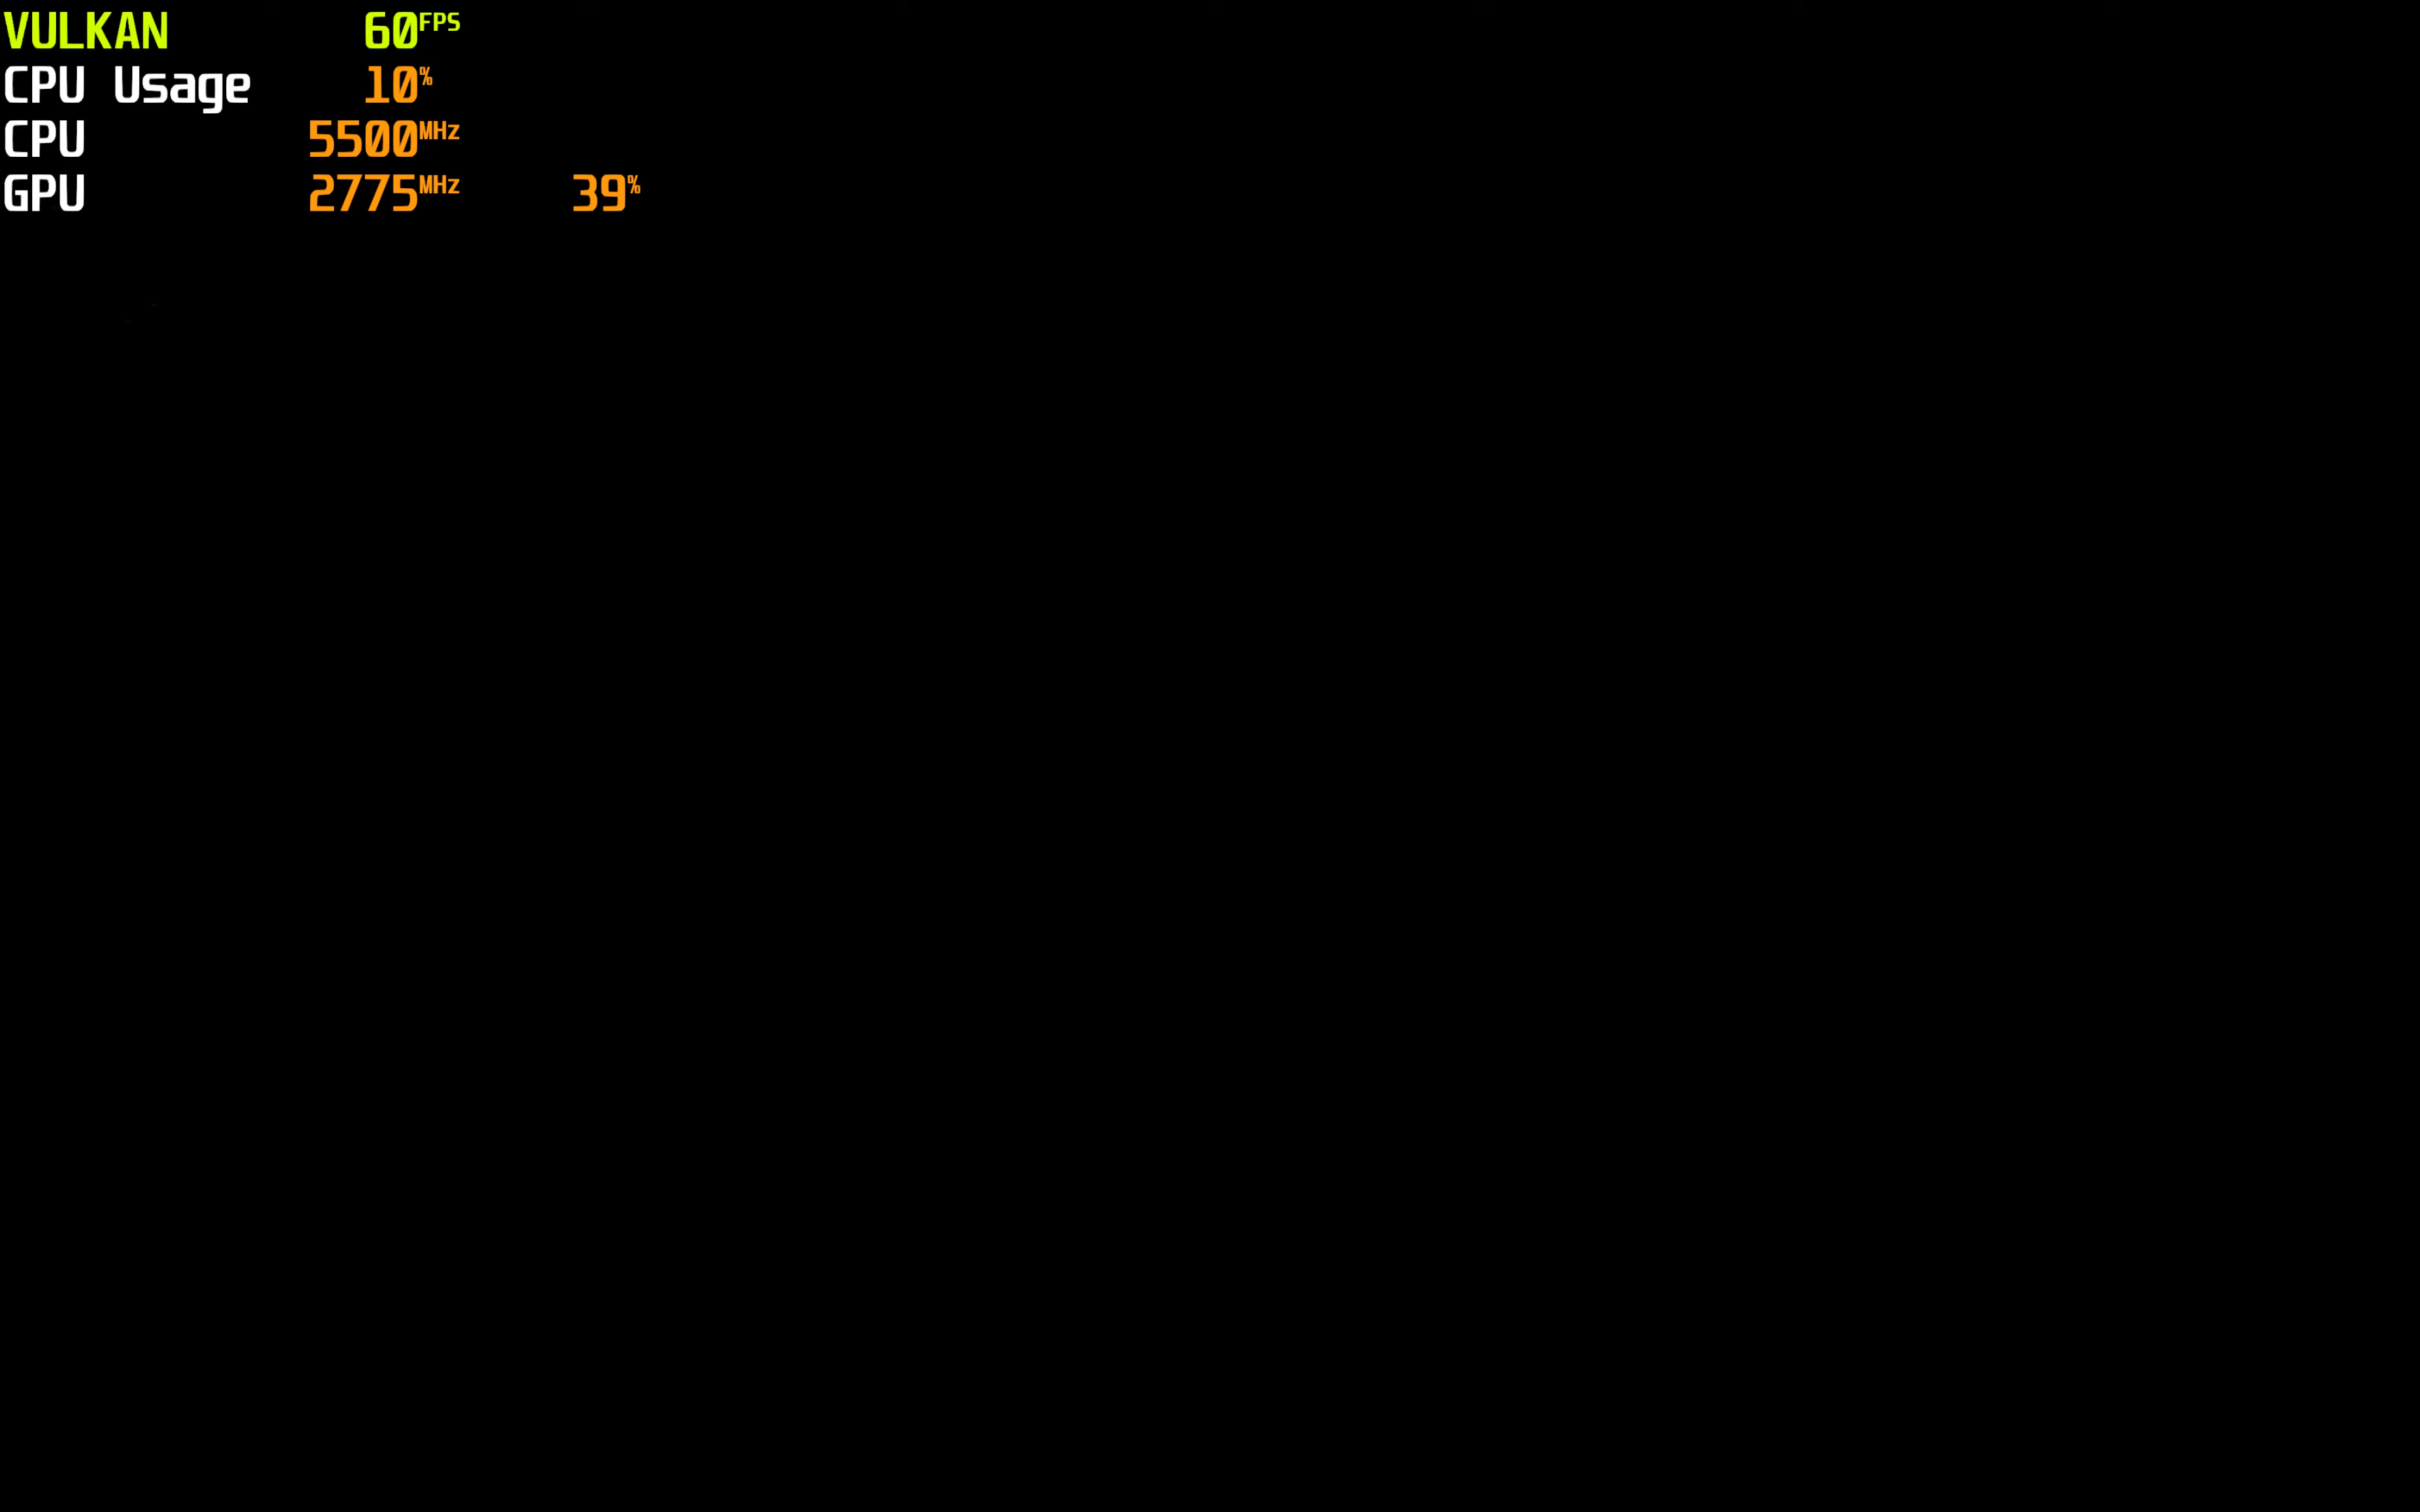 VULKAN 60FPS
CPU Usage 10%
CPU 5500MHz
GPU 2775MHz 39%